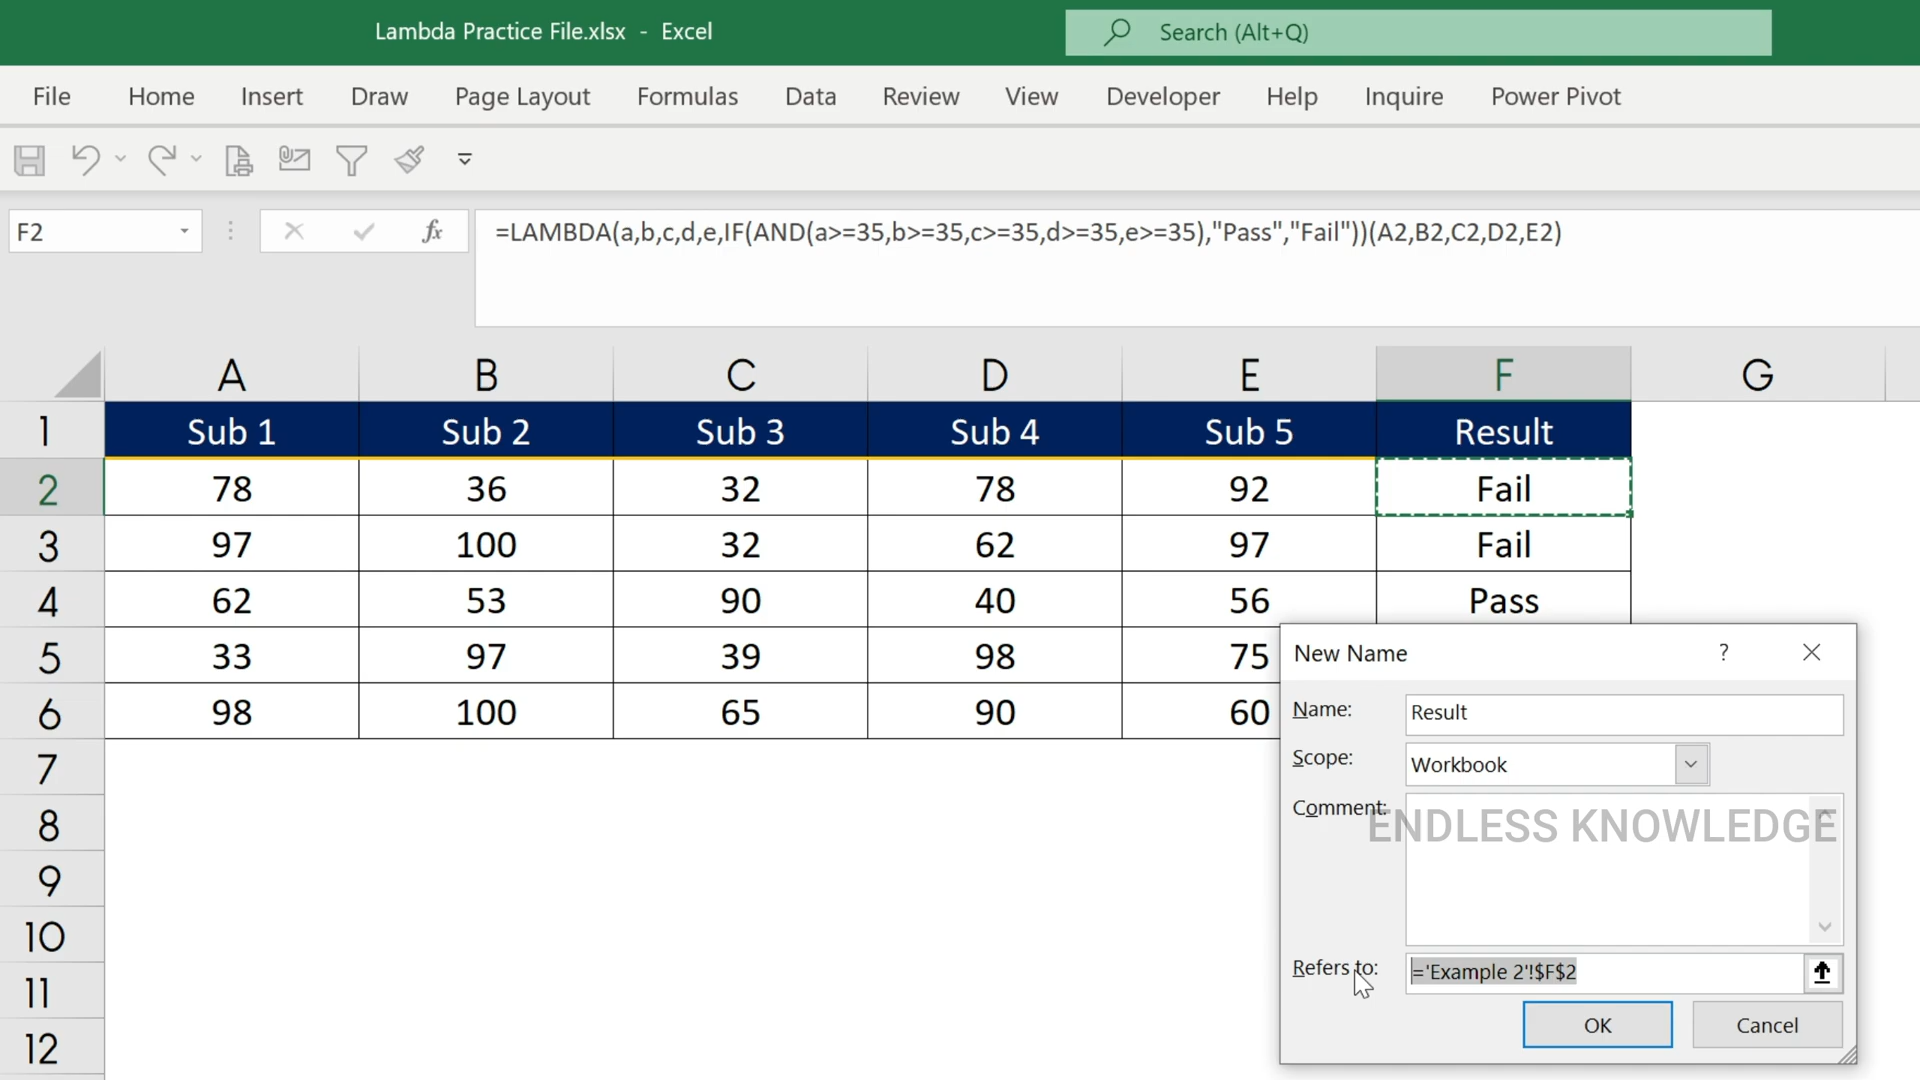 Lambda Practice File.xlsx - Excel
Search (Alt+Q)
File Home Insert Draw Page Layout Formulas Data Review View Developer Help Inquire Power Pivot
F2 fx =LAMBDA(a,b,c,d,e,IF(AND(a>=35,b>=35,c>=35,d>=35,e>=35),"Pass","Fail"))(A2,B2,C2,D2,E2)
A B C D E F G
1 Sub 1 Sub 2 Sub 3 Sub 4 Sub 5 Result
2 78 36 32 78 92 Fail
3 97 100 32 62 97 Fail
4 62 53 90 40 56 Pass
5 33 97 39 98 75
6 98 100 65 90 60
7
8
9
10
11
12
New Name ?
Name: Result
Scope: Workbook
Comment:
ENDLESS KNOWLEDGE
Refers to: ='Example 2'!$F$2
OK Cancel